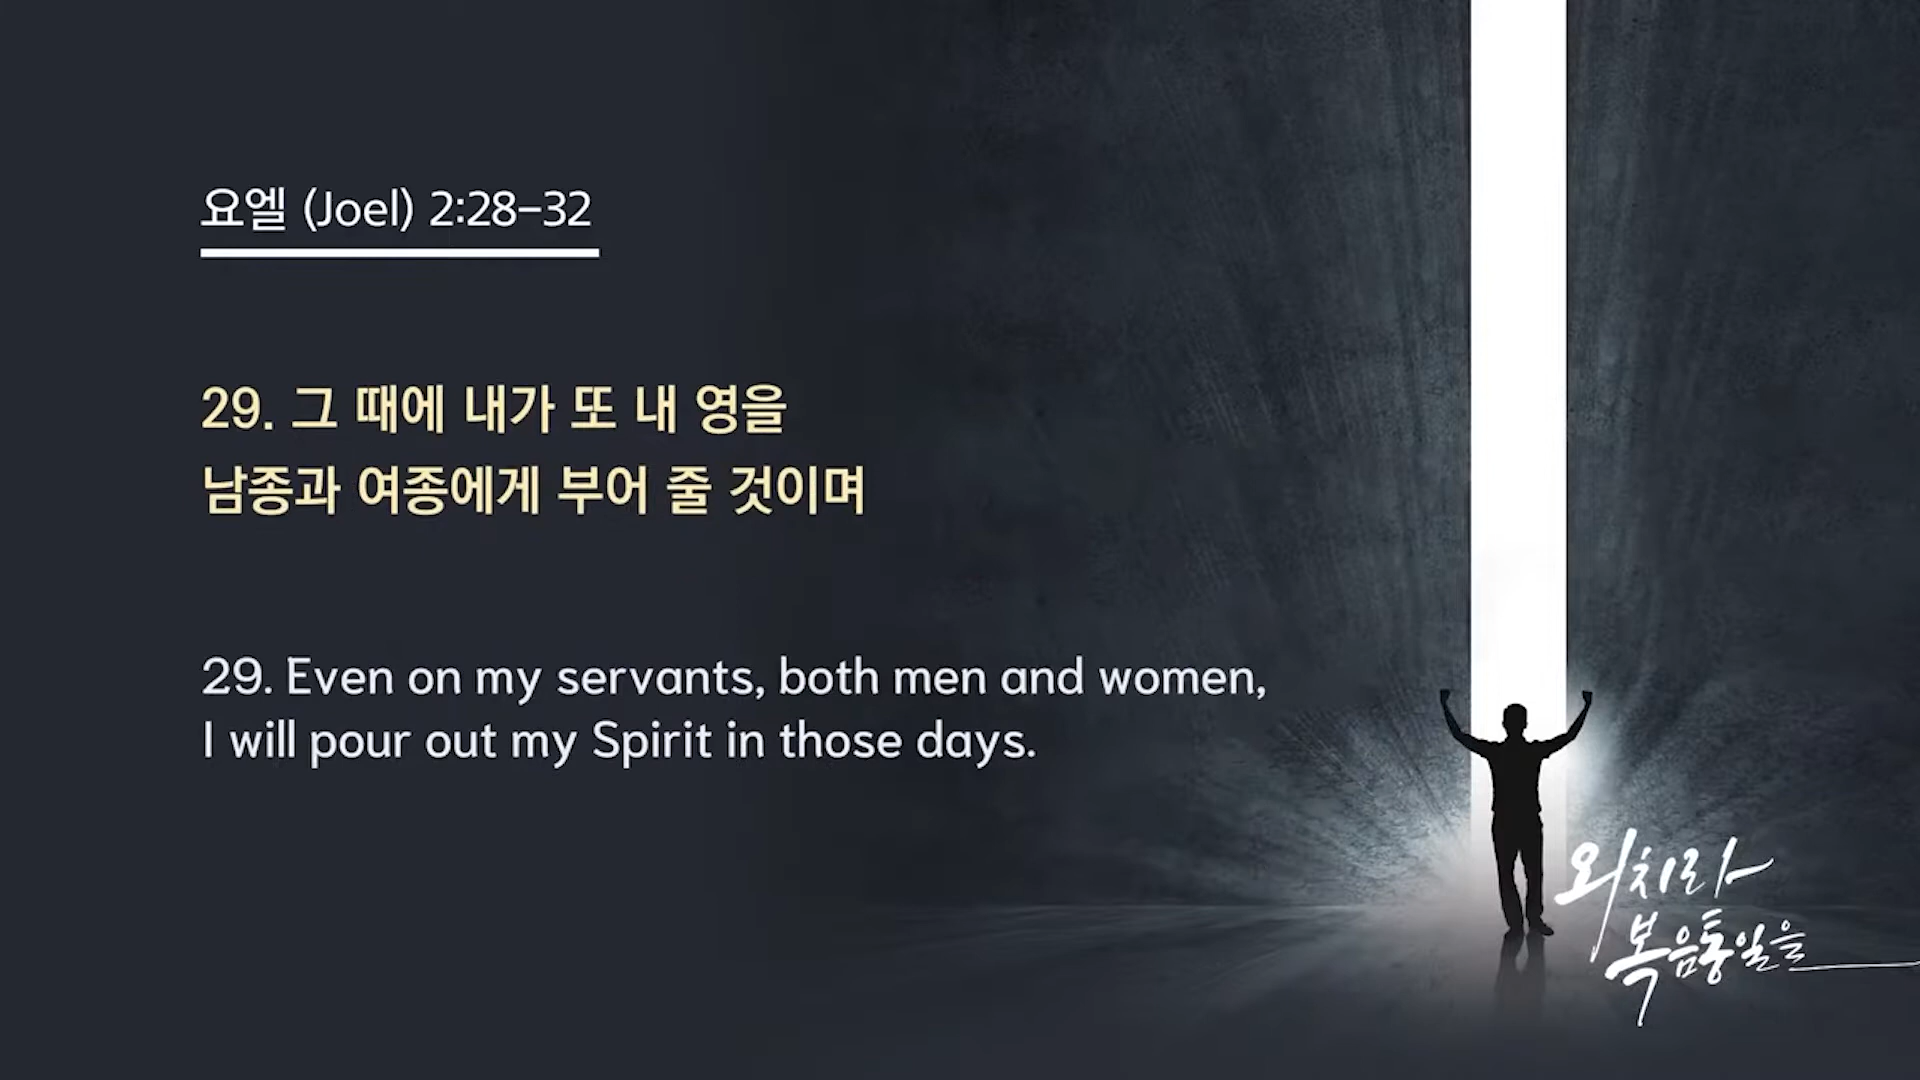 요엘 (Joel) 2:28-32
29. 그 때에 내가 또 내 영을
남종과 여종에게 부어 줄 것이며
29. Even on my servants, both men and women,
I will pour out my Spirit in those days.
외치라
복음통일을